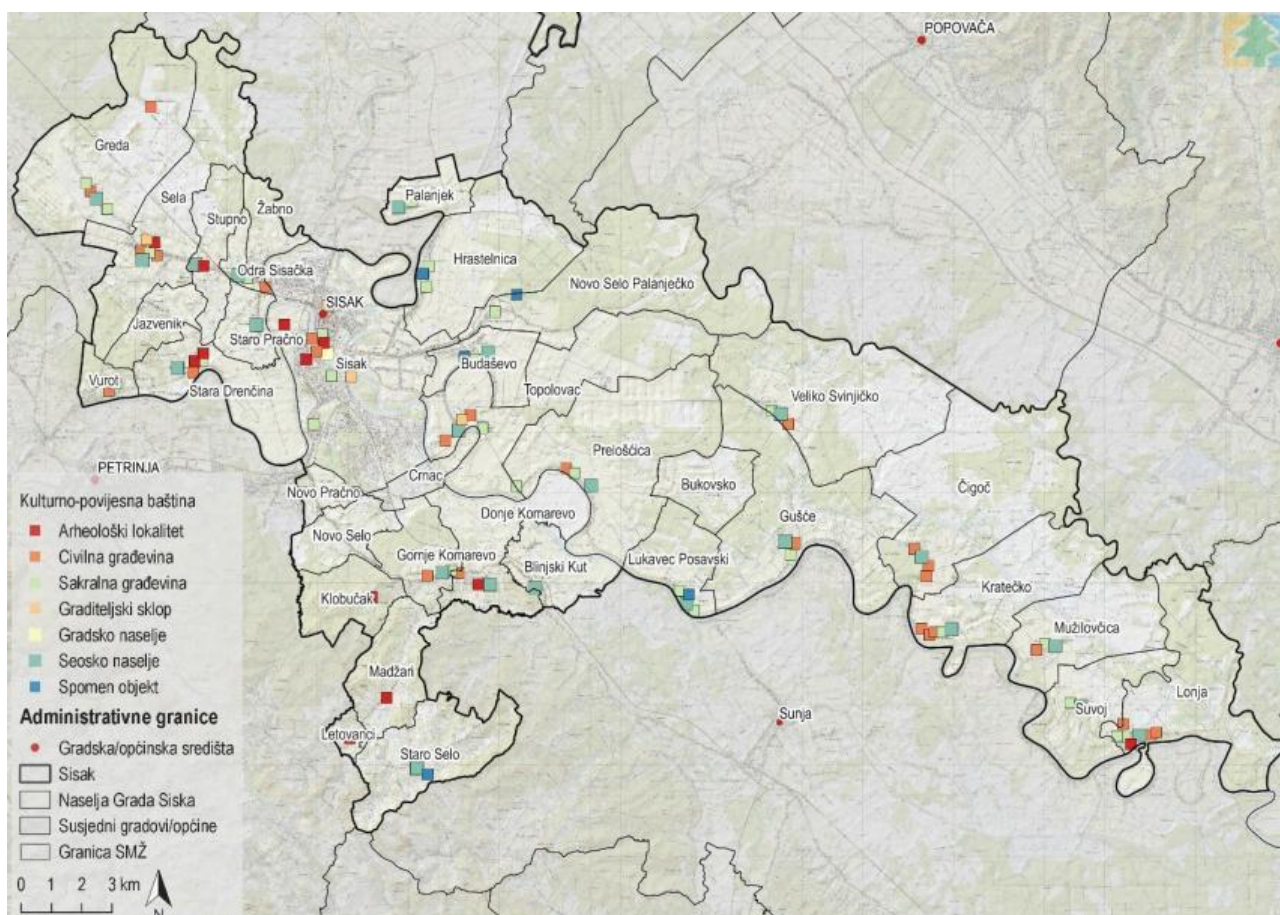 POPOVAČA
Greda
Sela
Stupno
Žabno
Palanjek
Odra Sisačka
Hrastelnica
Novo Selo Palanječko
Jazvenik
SISAK
Staro Pračno
Sisak
Budaševo
Topolovac
Vurot
Stara Drenčina
Veliko Svinjičko
PETRINJA
Crnac
Prelošćica
Bukovsko
Čigoč
Novo Pračno
Donje Komarevo
Gušće
Novo Selo
Gornje Komarevo
Blinjski Kut
Lukavec Posavski
Klobučak
Kratečko
Mužilovčica
Madžari
Lonja
Suvoj
Sunja
Letovanci
Staro Selo
Kulturno-povijesna baština
Arheološki lokalitet
Civilna građevina
Sakralna građevina
Graditeljski sklop
Gradsko naselje
Seosko naselje
Spomen objekt
Administrativne granice
Gradska/općinska središta
Sisak
Naselja Grada Siska
Susjedni gradovi/općine
Granica SMŽ
0 1 2 3 km
N